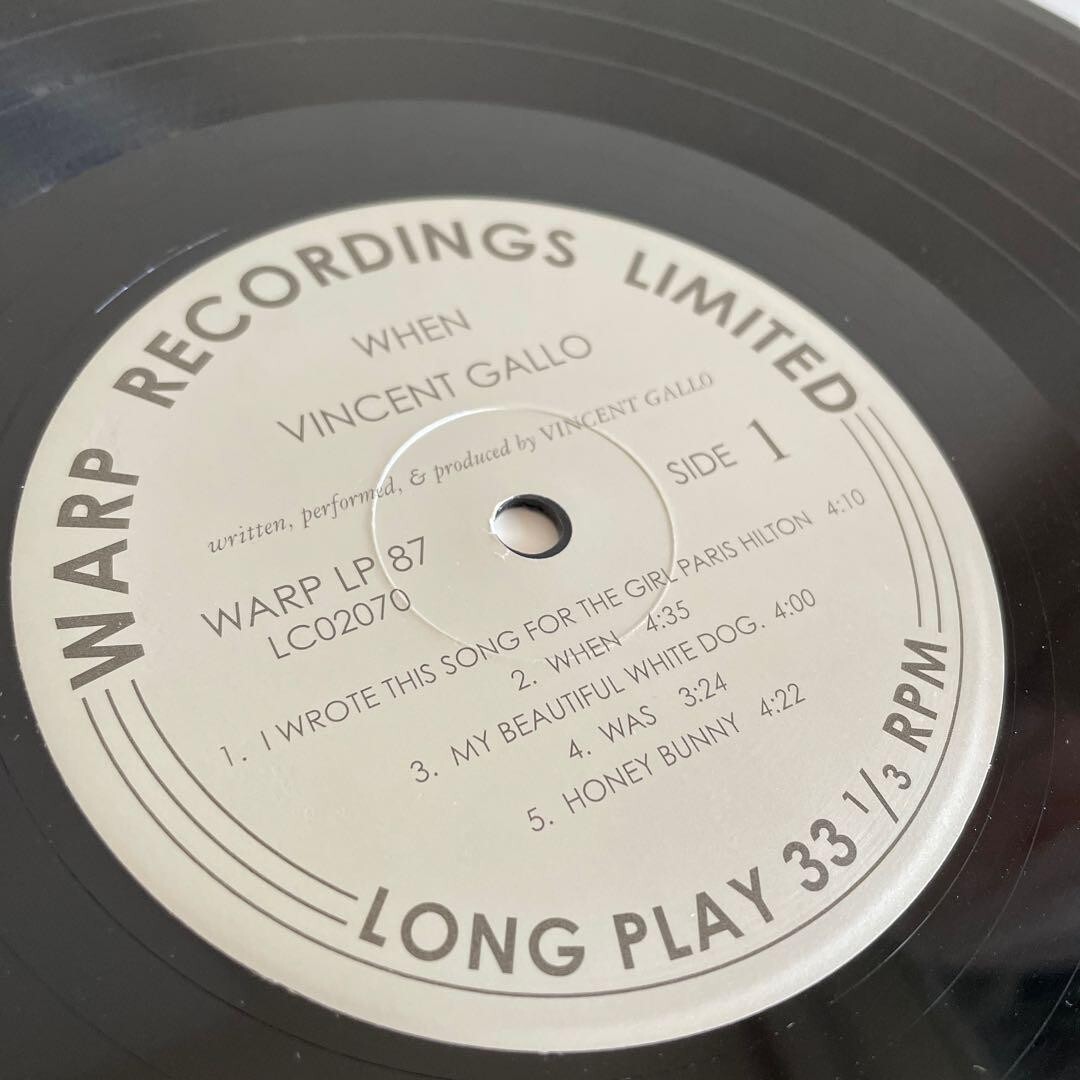 WARP RECORDINGS LIMITED
WHEN
VINCENT GALLO
written, performed, & produced by VINCENT GALLO
SIDE 1
WARP LP 87
LC02070
1. I WROTE THIS SONG FOR THE GIRL PARIS HILTON 4:10
2. WHEN 4:35
3. MY BEAUTIFUL WHITE DOG. 4:00
4. WAS 3:24
5. HONEY BUNNY 4:22
LONG PLAY 33 1/3 RPM